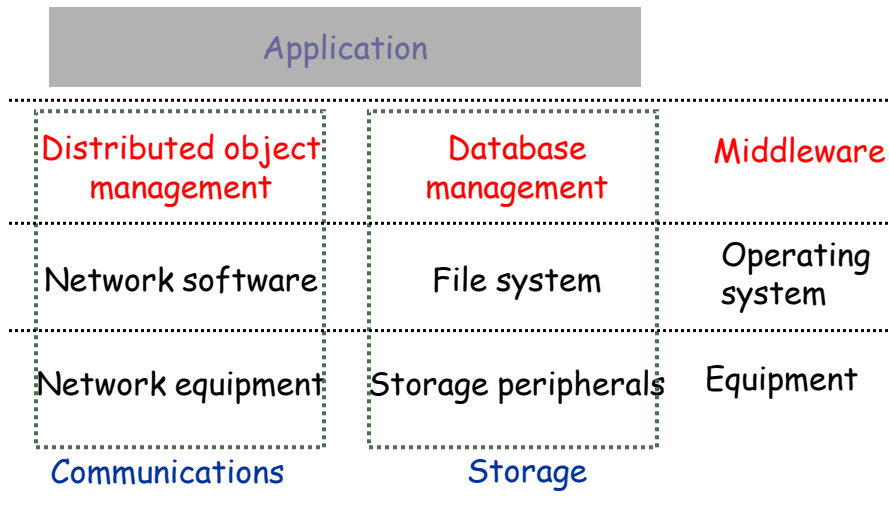 Application
Distributed object
management
Database
management
Middleware
Network software
File system
Operating
system
Network equipment
Storage peripherals
Equipment
Communications
Storage